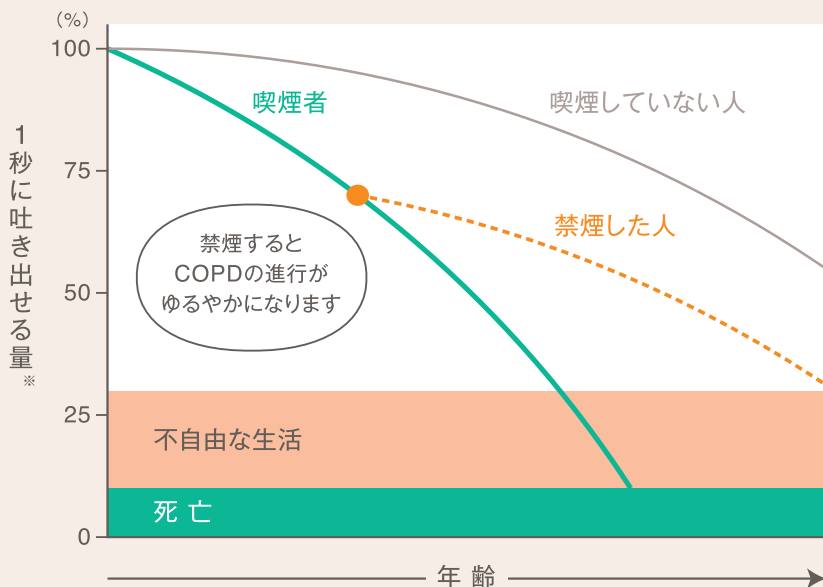 (%)
100
75
50
25
0
1秒に吐き出せる量
※
喫煙者
喫煙していない人
禁煙した人
禁煙すると
COPDの進行が
ゆるやかになります
不自由な生活
死 亡
年 齢